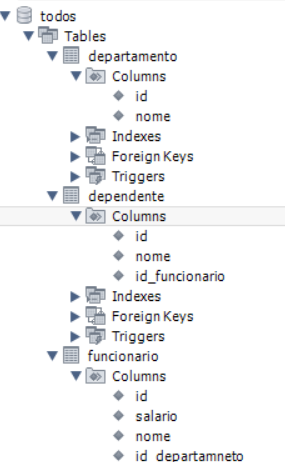 todos
Tables
departamento
Columns
id
nome
Indexes
Foreign Keys
Triggers
dependente
Columns
id
nome
id_funcionario
Indexes
Foreign Keys
Triggers
funcionario
Columns
id
salario
nome
id_departamneto